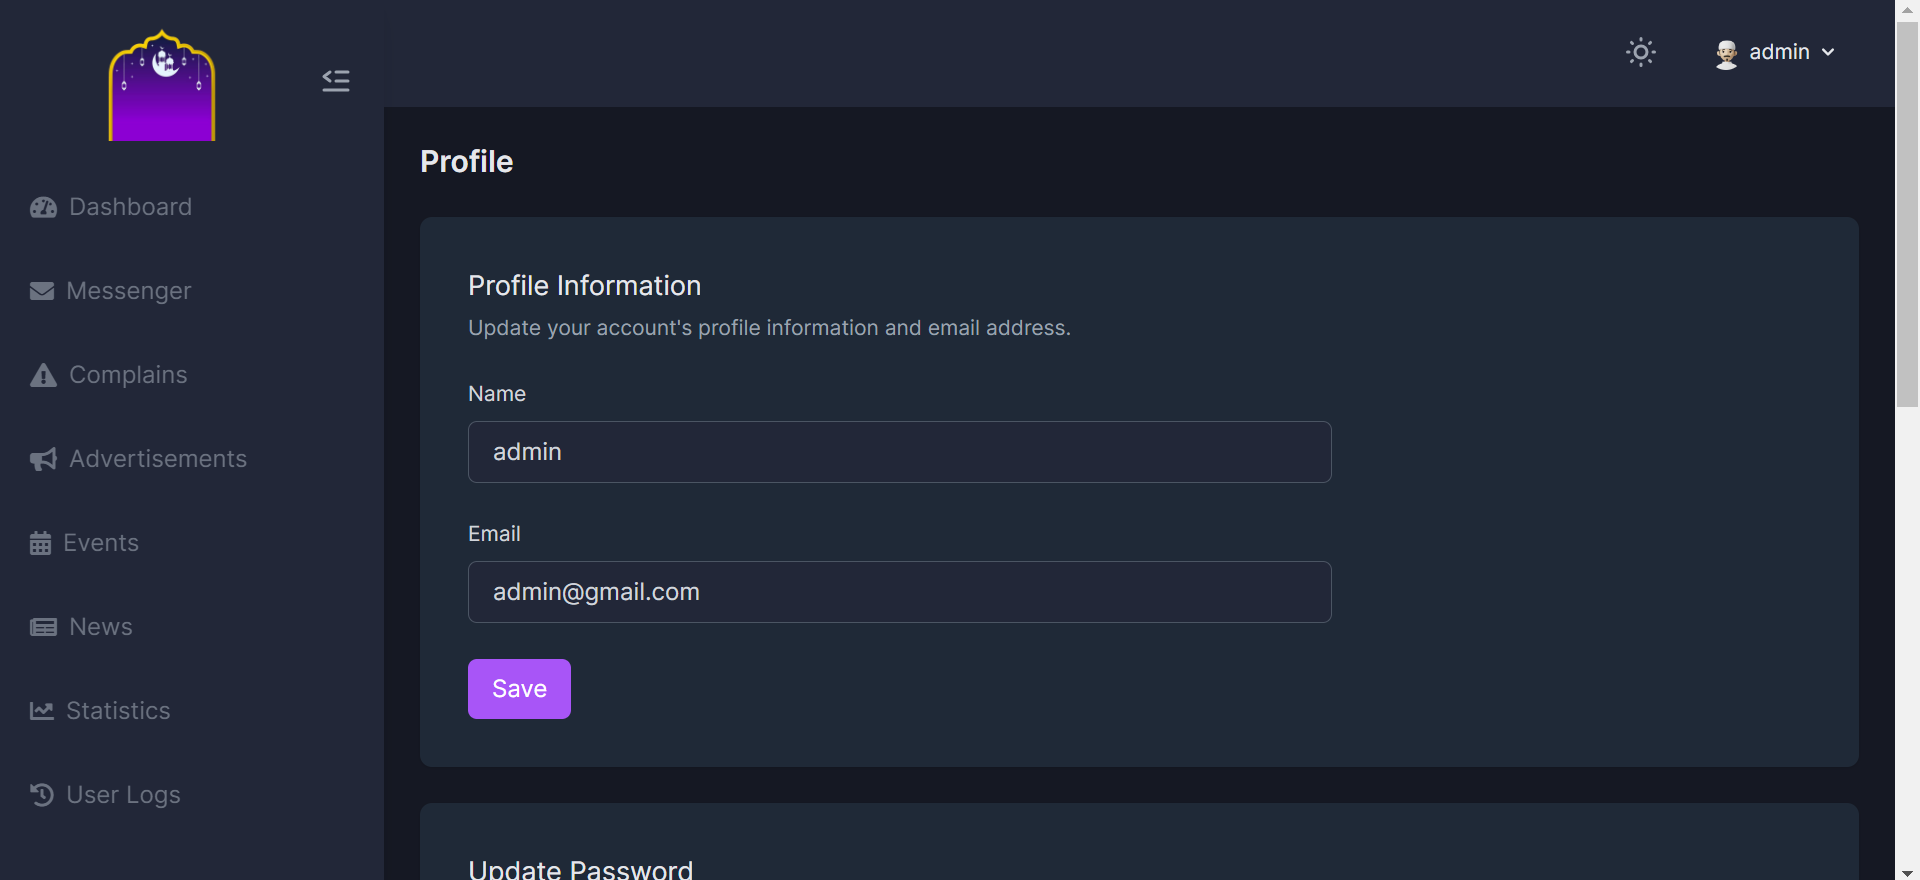 admin
Dashboard
Messenger
Complains
Advertisements
Events
News
Statistics
User Logs
Profile
Profile Information
Update your account's profile information and email address.
Name
admin
Email
admin@gmail.com
Save
Update Password